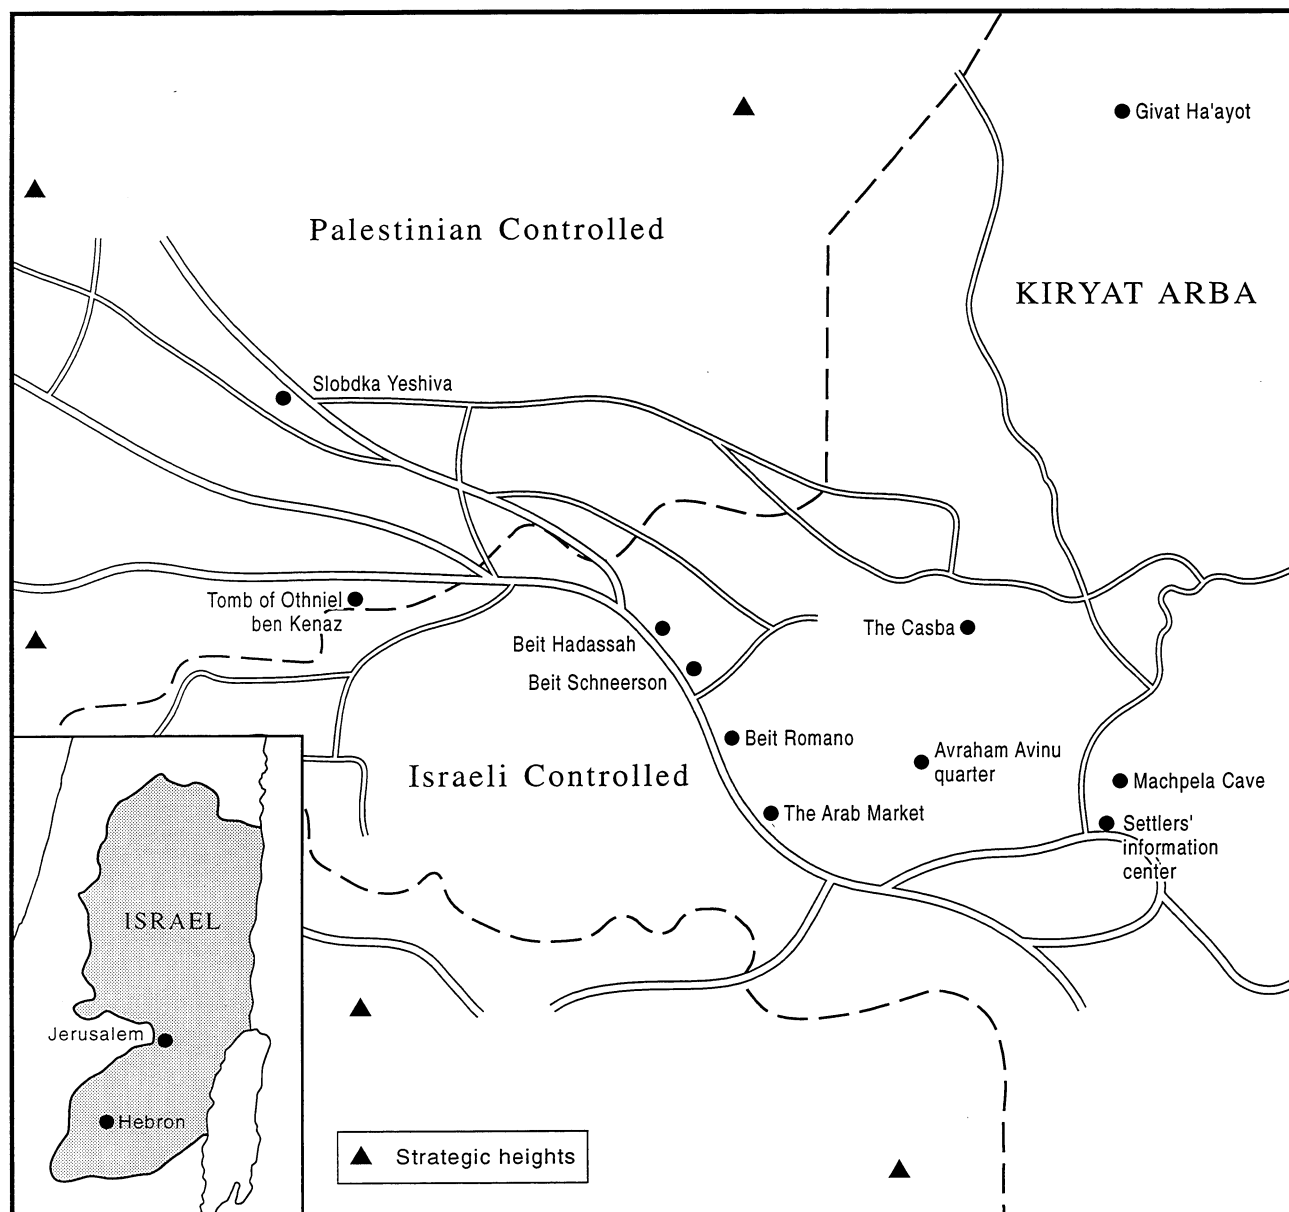 Givat Ha'ayot
Palestinian Controlled
KIRYAT ARBA
Slobdka Yeshiva
Tomb of Othniel
ben Kenaz
Beit Hadassah
The Casba
Beit Schneerson
Beit Romano
Avraham Avinu
quarter
Israeli Controlled
Machpela Cave
The Arab Market
Settlers'
information
center
ISRAEL
Jerusalem
Hebron
Strategic heights